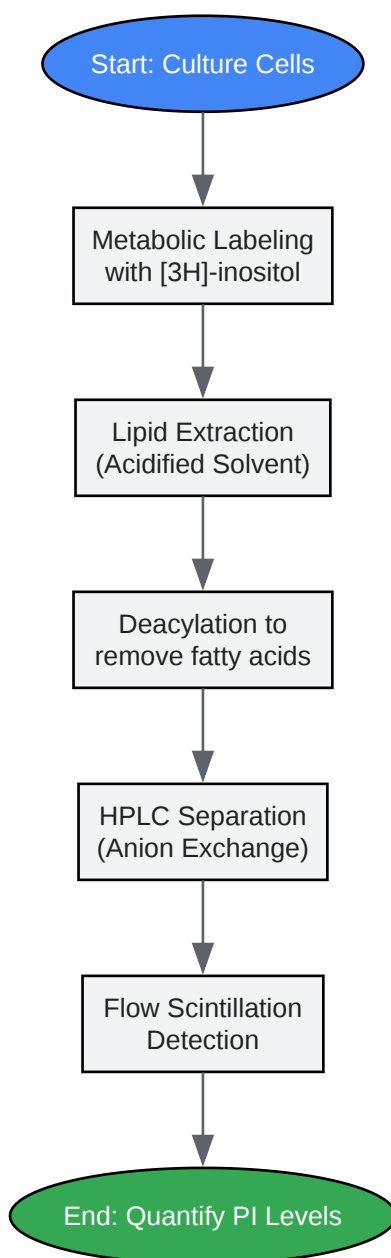 Start: Culture Cells
Metabolic Labeling
with [3H]-inositol
Lipid Extraction
(Acidified Solvent)
Deacylation to
remove fatty acids
HPLC Separation
(Anion Exchange)
Flow Scintillation
Detection
End: Quantify PI Levels